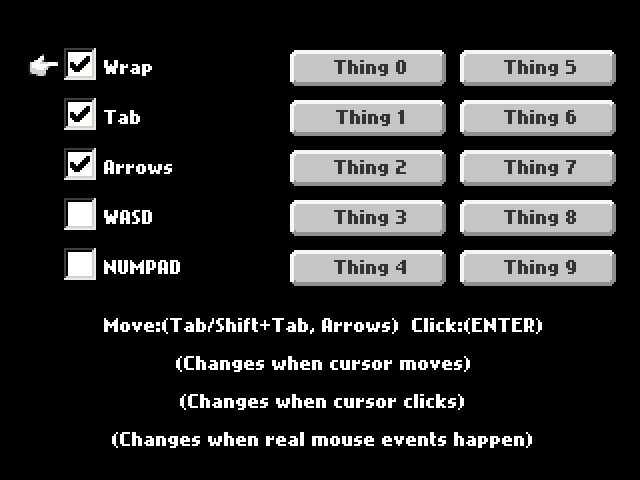 Wrap
Thing 0
Thing 5
Tab
Thing 1
Thing 6
Arrows
Thing 2
Thing 7
WASD
Thing 3
Thing 8
NUMPAD
Thing 4
Thing 9
Move:(Tab/Shift+Tab, Arrows) Click:(ENTER)
(Changes when cursor moves)
(Changes when cursor clicks)
(Changes when real mouse events happen)